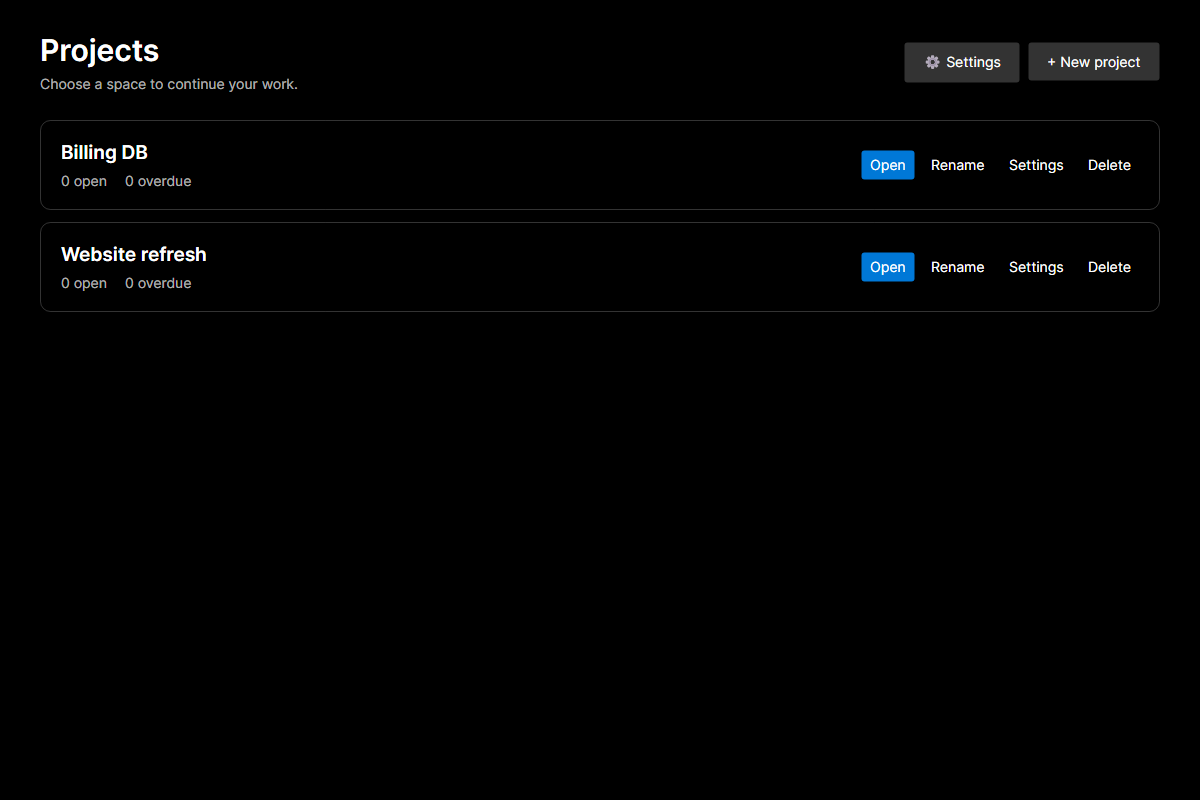 Projects
Choose a space to continue your work.
Settings
+ New project
Billing DB
0 open 0 overdue
Open Rename Settings Delete
Website refresh
0 open 0 overdue
Open Rename Settings Delete